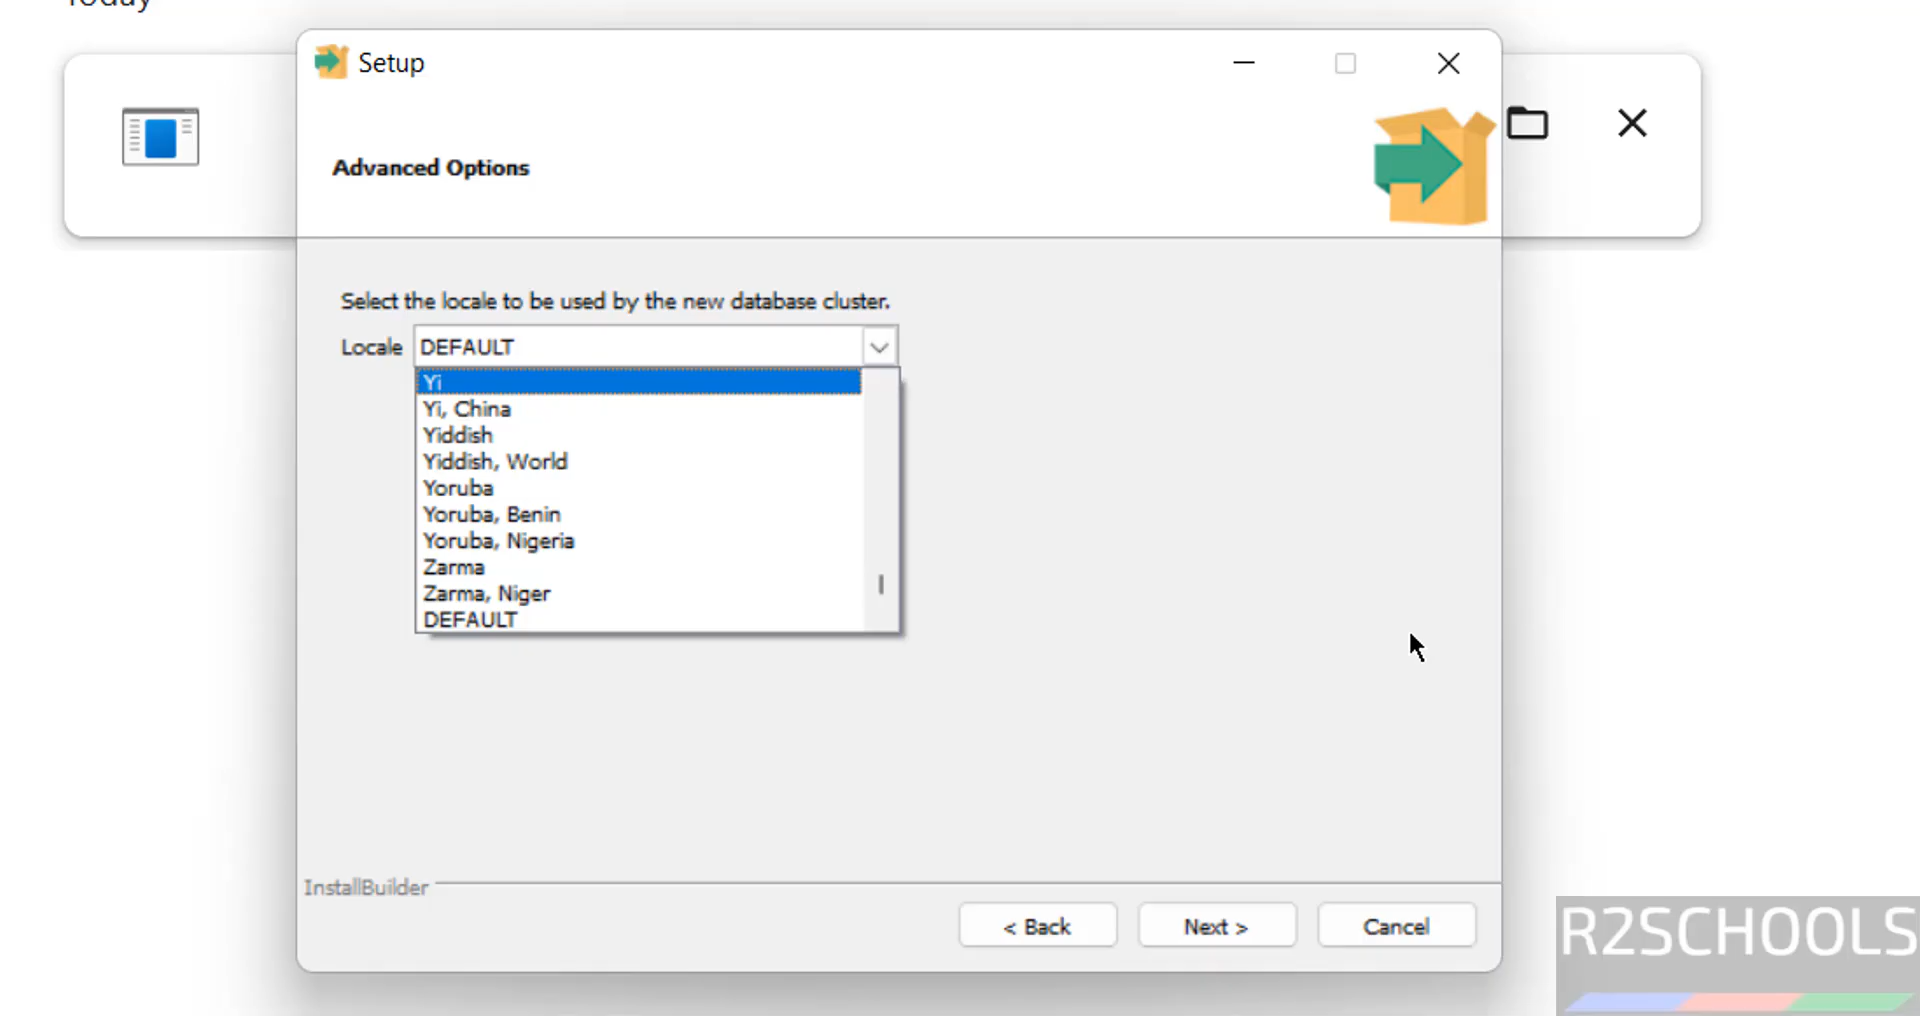 Today
Setup
Advanced Options
Select the locale to be used by the new database cluster.
Locale DEFAULT
Yi
Yi, China
Yiddish
Yiddish, World
Yoruba
Yoruba, Benin
Yoruba, Nigeria
Zarma
Zarma, Niger
DEFAULT
InstallBuilder
< Back Next > Cancel
R2SCHOOLS